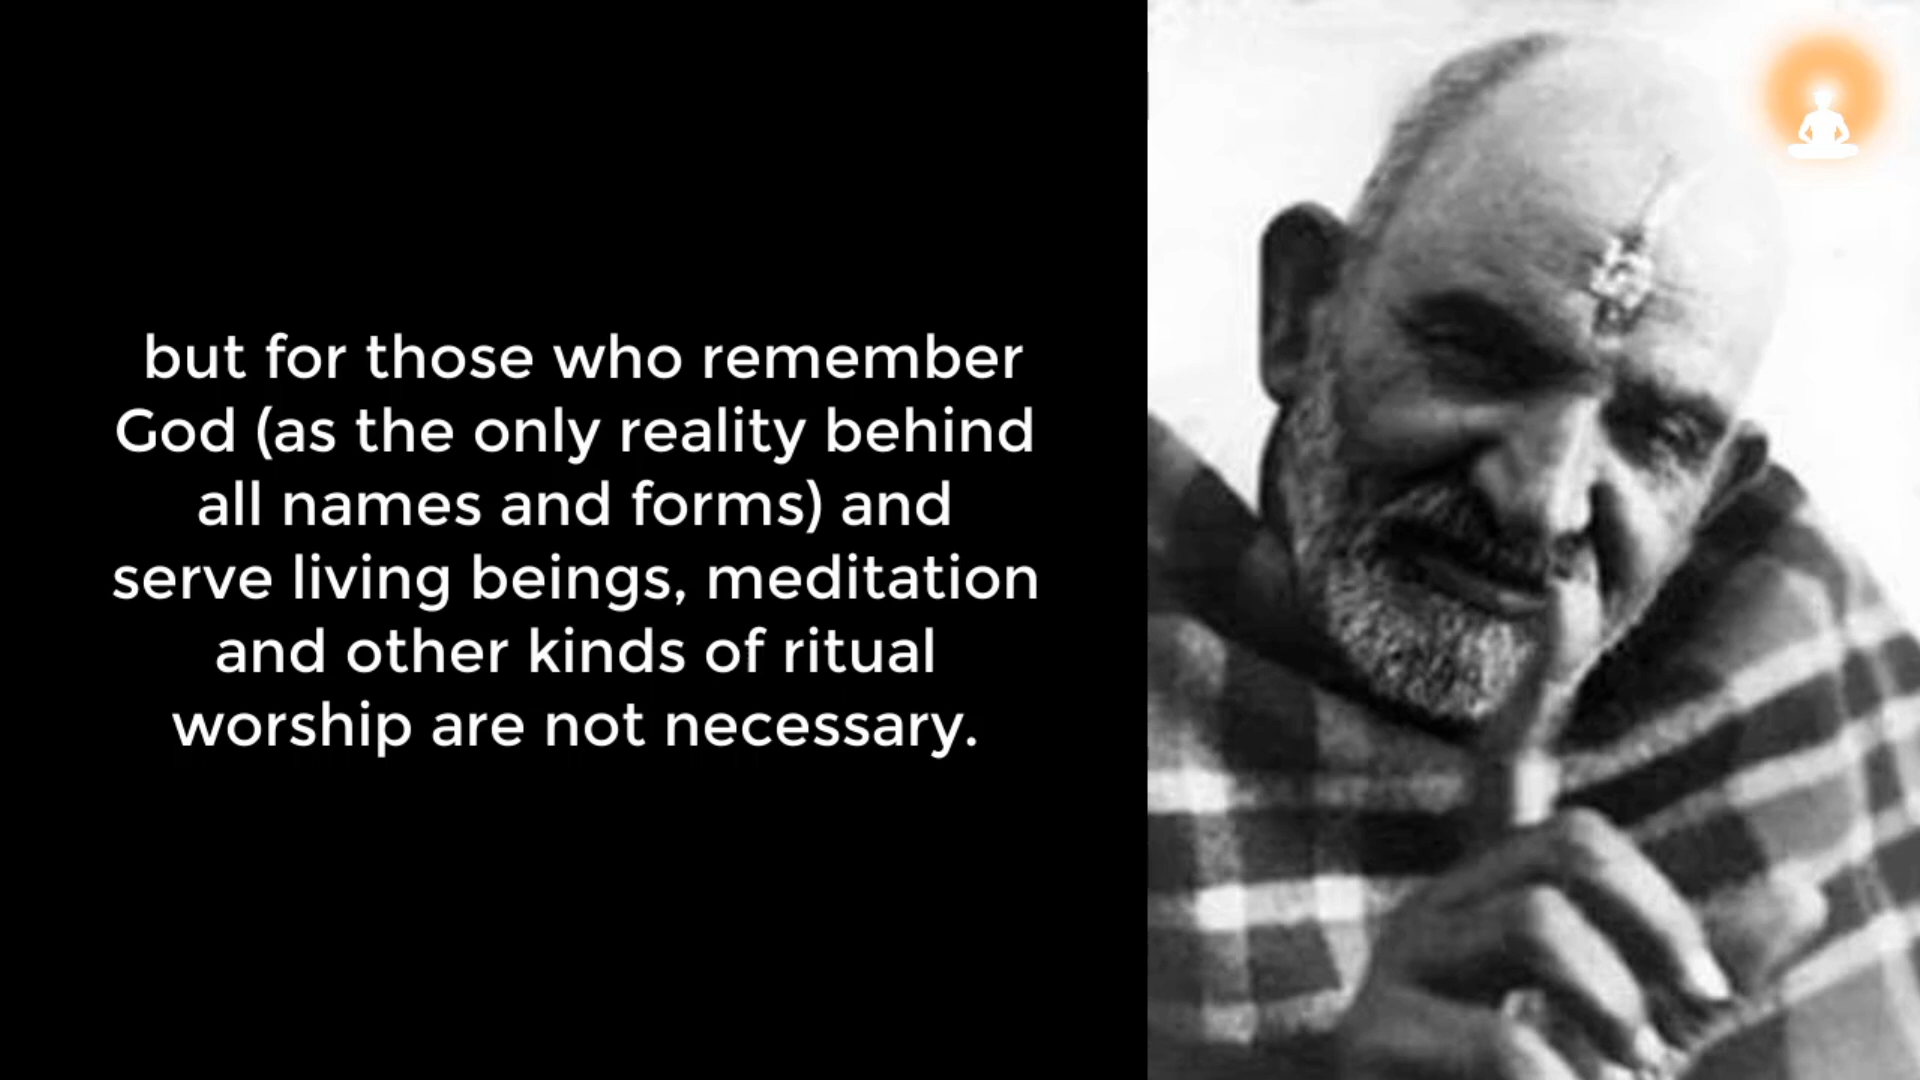 but for those who remember
God (as the only reality behind
all names and forms) and
serve living beings, meditation
and other kinds of ritual
worship are not necessary.